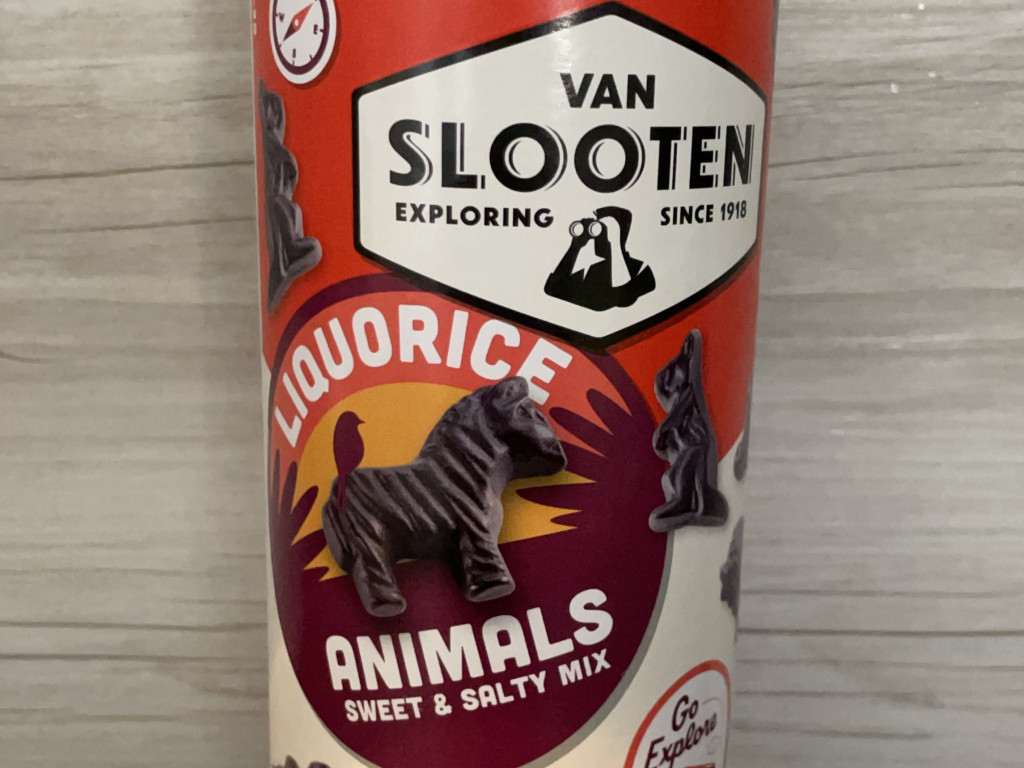 VAN
SLOOTEN
EXPLORING SINCE 1918
LIQUORICE
ANIMALS
SWEET & SALTY MIX
Go
Explore